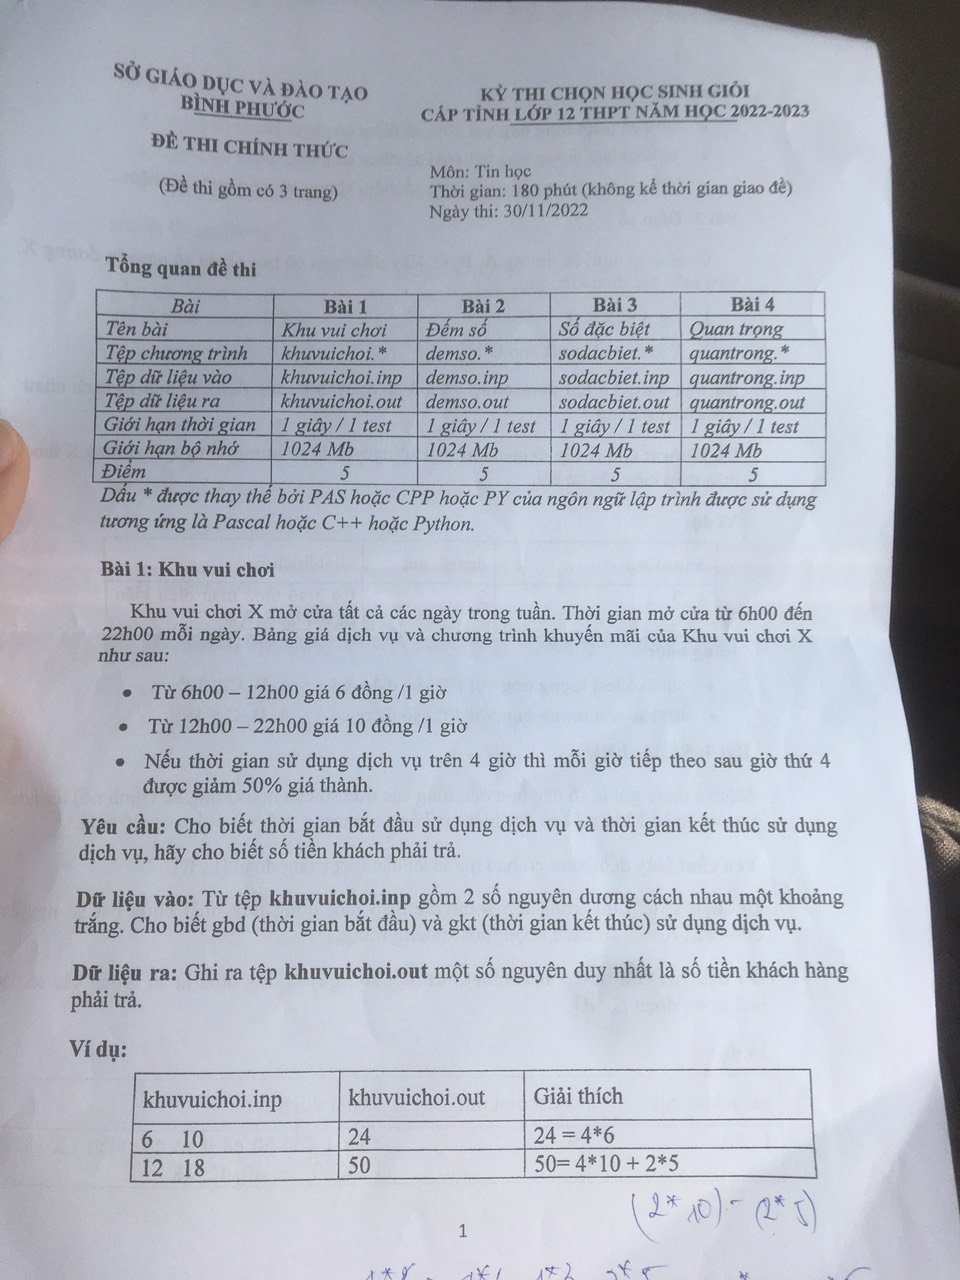 SỞ GIÁO DỤC VÀ ĐÀO TẠO
BÌNH PHƯỚC
ĐỀ THI CHÍNH THỨC
(Đề thi gồm có 3 trang)
KỲ THI CHỌN HỌC SINH GIỎI
CẤP TỈNH LỚP 12 THPT NĂM HỌC 2022-2023
Môn: Tin học
Thời gian: 180 phút (không kể thời gian giao đề)
Ngày thi: 30/11/2022
Tổng quan đề thi
Bài Bài 1 Bài 2 Bài 3 Bài 4
Tên bài Khu vui chơi Đếm số Số đặc biệt Quan trọng
Tệp chương trình khuvuichoi.* demso.* sodacbiet.* quantrong.*
Tệp dữ liệu vào khuvuichoi.inp demso.inp sodacbiet.inp quantrong.inp
Tệp dữ liệu ra khuvuichoi.out demso.out sodacbiet.out quantrong.out
Giới hạn thời gian 1 giây / 1 test 1 giây / 1 test 1 giây / 1 test 1 giây / 1 test
Giới hạn bộ nhớ 1024 Mb 1024 Mb 1024 Mb 1024 Mb
Điểm 5 5 5 5
Dấu * được thay thế bởi PAS hoặc CPP hoặc PY của ngôn ngữ lập trình được sử dụng
tương ứng là Pascal hoặc C++ hoặc Python.
Bài 1: Khu vui chơi
Khu vui chơi X mở cửa tất cả các ngày trong tuần. Thời gian mở cửa từ 6h00 đến
22h00 mỗi ngày. Bảng giá dịch vụ và chương trình khuyến mãi của Khu vui chơi X
như sau:
• Từ 6h00 – 12h00 giá 6 đồng /1 giờ
• Từ 12h00 – 22h00 giá 10 đồng /1 giờ
• Nếu thời gian sử dụng dịch vụ trên 4 giờ thì mỗi giờ tiếp theo sau giờ thứ 4
được giảm 50% giá thành.
Yêu cầu: Cho biết thời gian bắt đầu sử dụng dịch vụ và thời gian kết thúc sử dụng
dịch vụ, hãy cho biết số tiền khách phải trả.
Dữ liệu vào: Từ tệp khuvuichoi.inp gồm 2 số nguyên dương cách nhau một khoảng
trắng. Cho biết gbd (thời gian bắt đầu) và gkt (thời gian kết thúc) sử dụng dịch vụ.
Dữ liệu ra: Ghi ra tệp khuvuichoi.out một số nguyên duy nhất là số tiền khách hàng
phải trả.
Ví dụ:
khuvuichoi.inp khuvuichoi.out Giải thích
6 10 24 24 = 4*6
12 18 50 50= 4*10 + 2*5
(2*10) - (2*5)
1